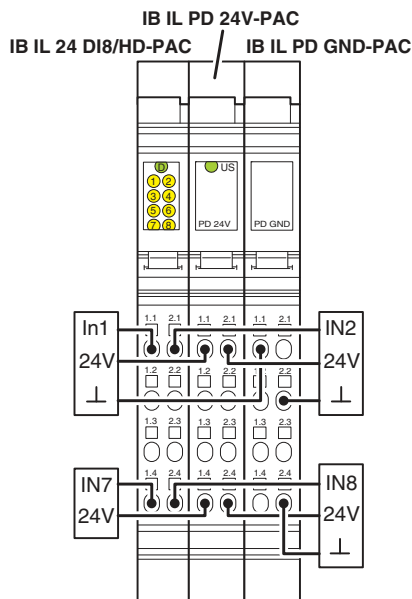 IB IL PD 24V-PAC
IB IL 24 DI8/HD-PAC IB IL PD GND-PAC
D US
1 2
3 4
5 6
7 8 PD 24V PD GND
1.1 2.1 1.1 2.1 1.1 2.1
In1 IN2
24V 24V
1.2 2.2 1.2 2.2 1.2 2.2
⊥ ⊥
1.3 2.3 1.3 2.3 1.3 2.3
1.4 2.4 1.4 2.4 1.4 2.4
IN7 IN8
24V 24V
⊥